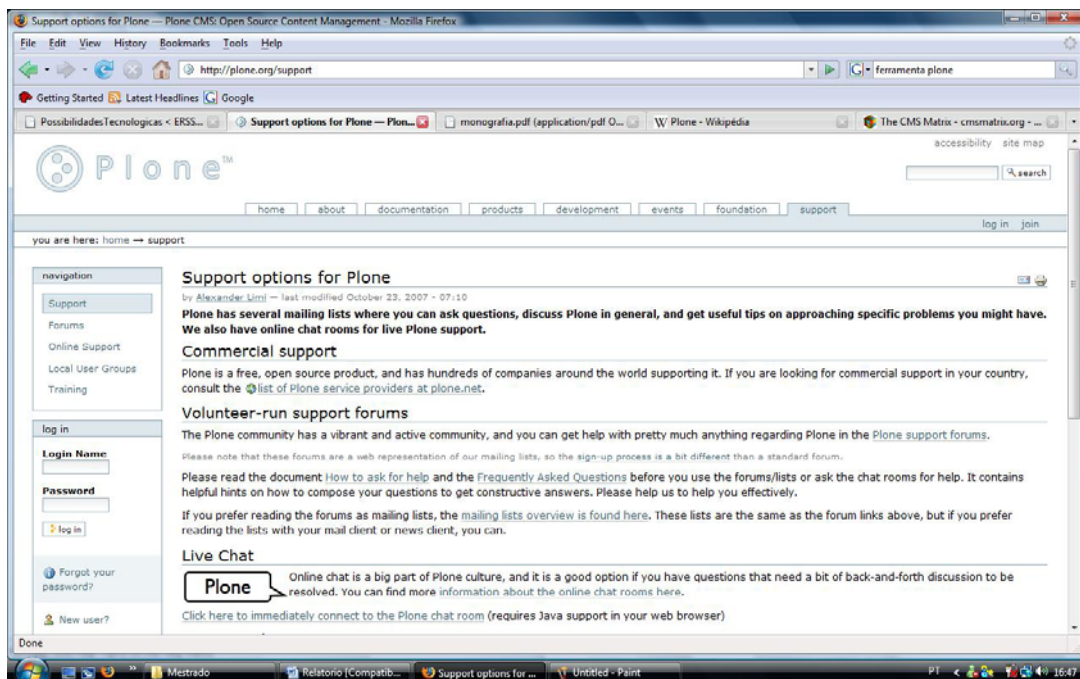 Support options for Plone — Plone CMS: Open Source Content Management - Mozilla Firefox
File Edit View History Bookmarks Tools Help
http://plone.org/support
G ferramenta plone
Getting Started Latest Headlines G Google
PossibilidadesTecnologicas < ERSS...
Support options for Plone — Plon...
monografia.pdf (application/pdf O...
W Plone - Wikipédia
The CMS Matrix - cmsmatrix.org - ...
accessibility site map
Plone™
search
home about documentation products development events foundation support
log in join
you are here: home → support
navigation
Support
Forums
Online Support
Local User Groups
Training
log in
Login Name
Password
log in
Forgot your
password?
New user?
Support options for Plone
by Alexander Limi — last modified October 23, 2007 - 07:10
Plone has several mailing lists where you can ask questions, discuss Plone in general, and get useful tips on approaching specific problems you might have.
We also have online chat rooms for live Plone support.
Commercial support
Plone is a free, open source product, and has hundreds of companies around the world supporting it. If you are looking for commercial support in your country,
consult the list of Plone service providers at plone.net.
Volunteer-run support forums
The Plone community has a vibrant and active community, and you can get help with pretty much anything regarding Plone in the Plone support forums.
Please note that these forums are a web representation of our mailing lists, so the sign-up process is a bit different than a standard forum.
Please read the document How to ask for help and the Frequently Asked Questions before you use the forums/lists or ask the chat rooms for help. It contains
helpful hints on how to compose your questions to get constructive answers. Please help us to help you effectively.
If you prefer reading the forums as mailing lists, the mailing lists overview is found here. These lists are the same as the forum links above, but if you prefer
reading the lists with your mail client or news client, you can.
Live Chat
Plone
Online chat is a big part of Plone culture, and it is a good option if you have questions that need a bit of back-and-forth discussion to be
resolved. You can find more information about the online chat rooms here.
Click here to immediately connect to the Plone chat room (requires Java support in your web browser)
Done
Mestrado
Relatorio [Compatib...
Support options for ...
Untitled - Paint
PT
16:47